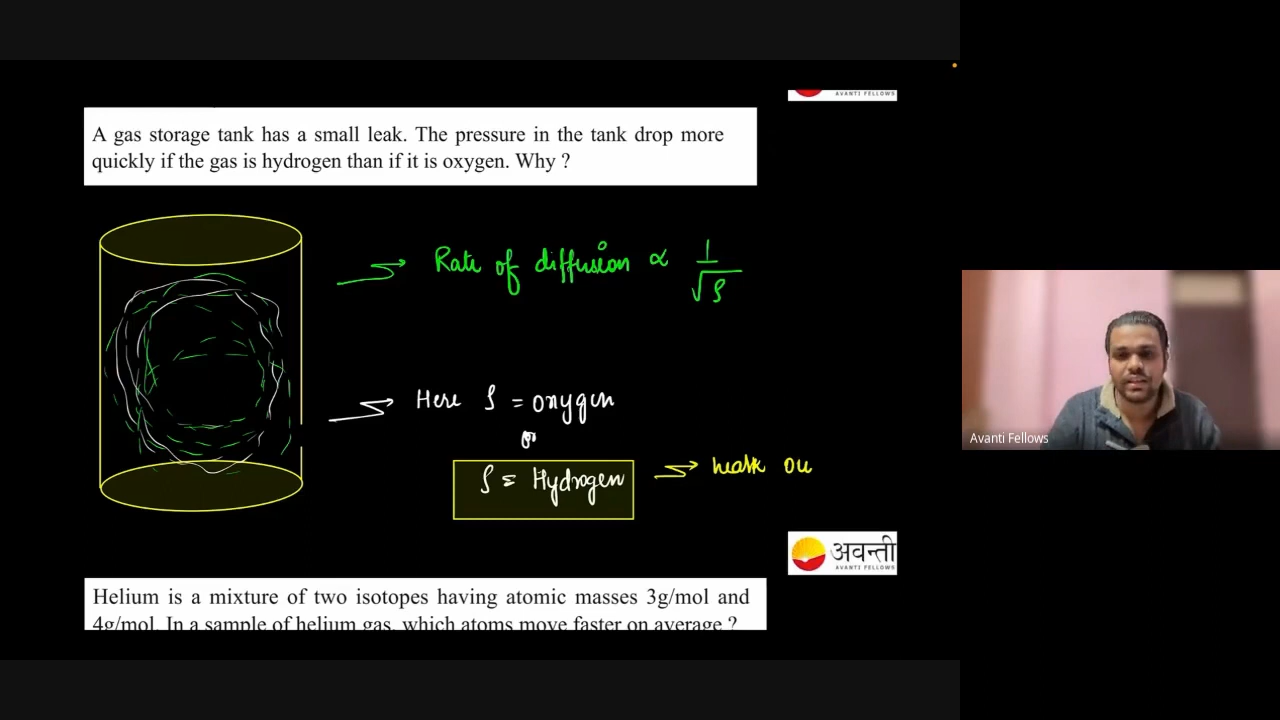 AVANTI FELLOWS
A gas storage tank has a small leak. The pressure in the tank drop more
quickly if the gas is hydrogen than if it is oxygen. Why ?
Rate of diffusion ∝ 1/√ρ
Here ρ = oxygen
or
ρ = Hydrogen
ou
अवन्ती
AVANTI FELLOWS
Helium is a mixture of two isotopes having atomic masses 3g/mol and
4g/mol. In a sample of helium gas, which atoms move faster on average ?
Avanti Fellows